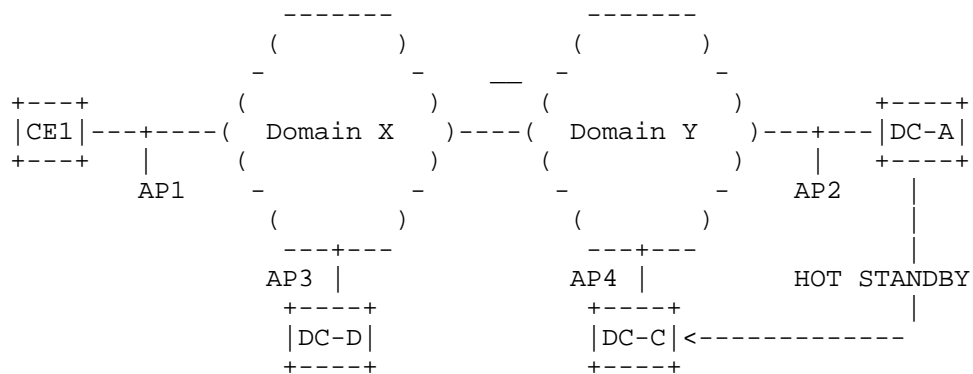 CE1 Domain X Domain Y DC-A
AP1 AP2
AP3 AP4 HOT STANDBY
DC-D DC-C